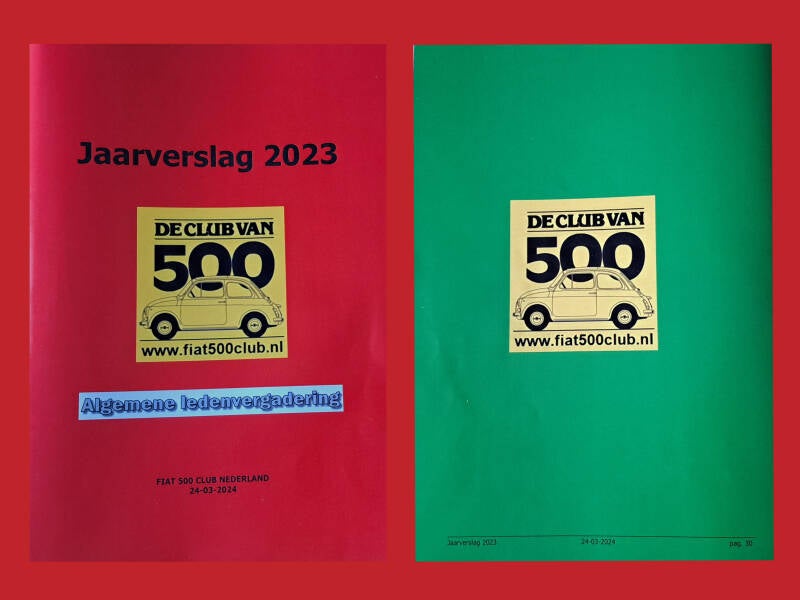 Jaarverslag 2023
DE CLUB VAN
500
www.fiat500club.nl
Algemene ledenvergadering
FIAT 500 CLUB NEDERLAND
24-03-2024
DE CLUB VAN
500
www.fiat500club.nl
Jaarverslag 2023 24-03-2024 pag. 30